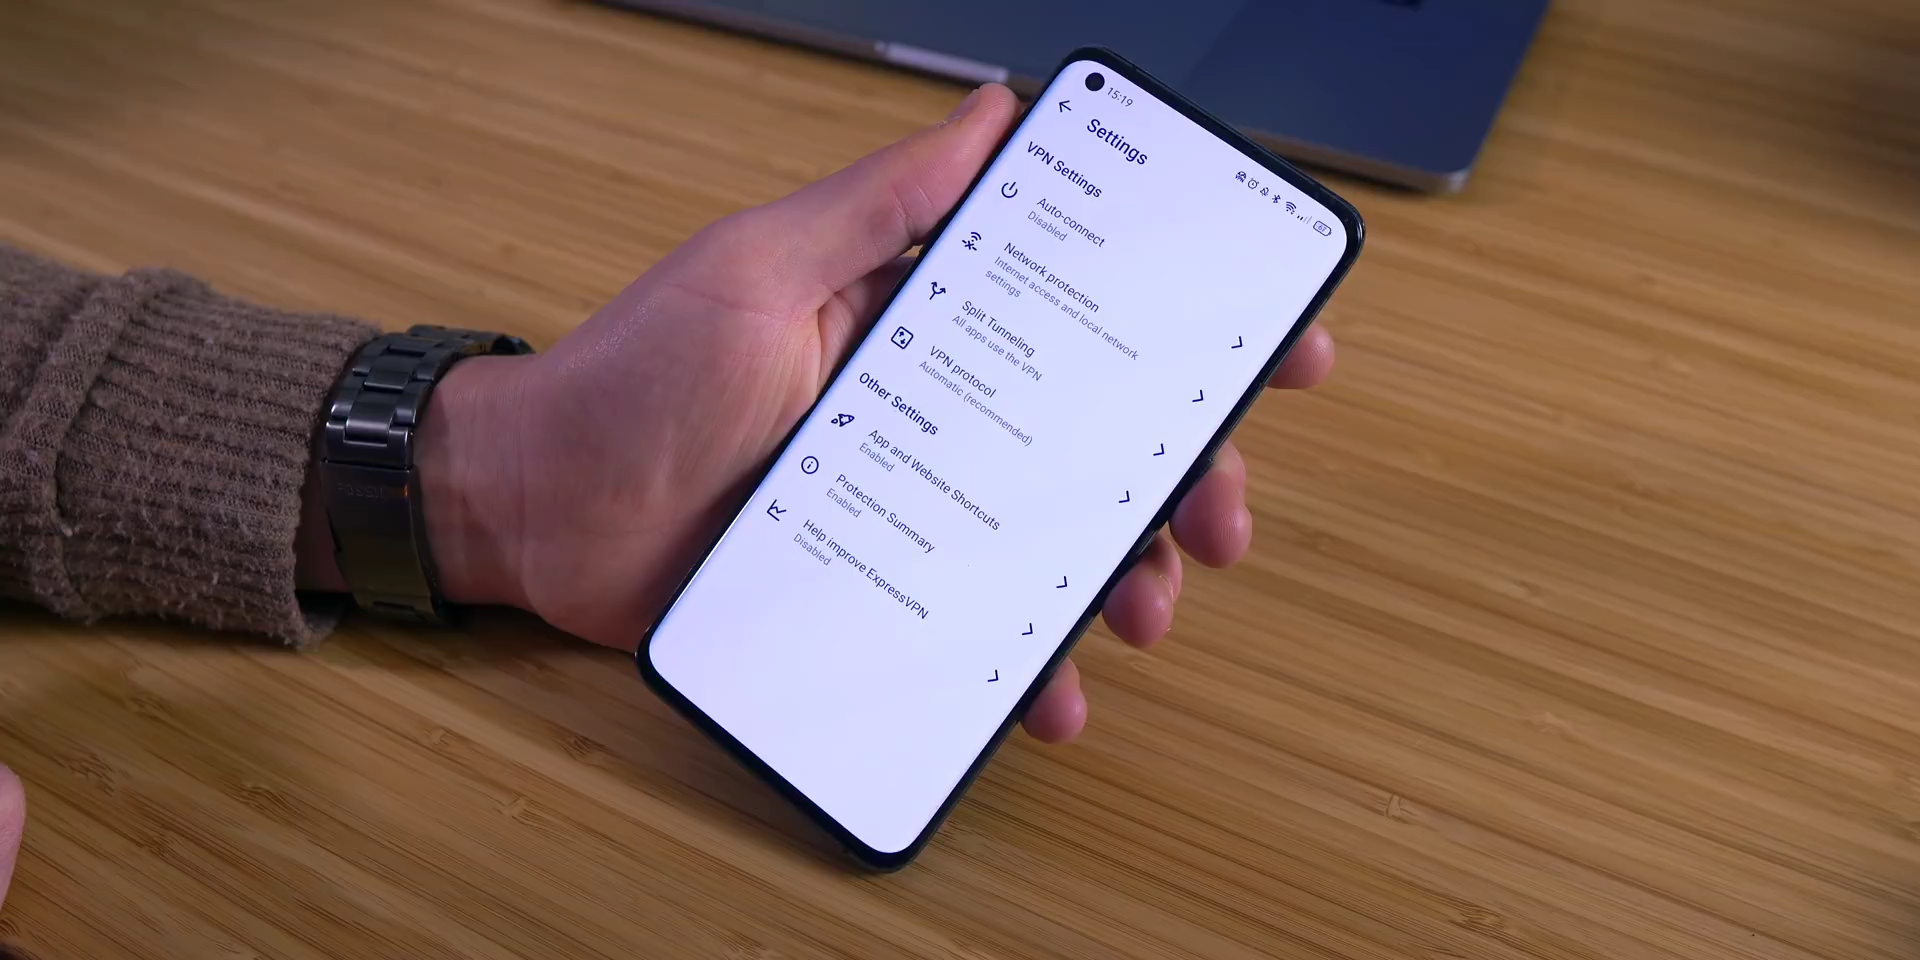 15:19
67
Settings
VPN Settings
Auto-connect
Disabled
Network protection
Internet access and local network
settings
Split Tunneling
All apps use the VPN
VPN protocol
Automatic (recommended)
Other Settings
App and Website Shortcuts
Enabled
Protection Summary
Enabled
Help improve ExpressVPN
Disabled
FOSSIL